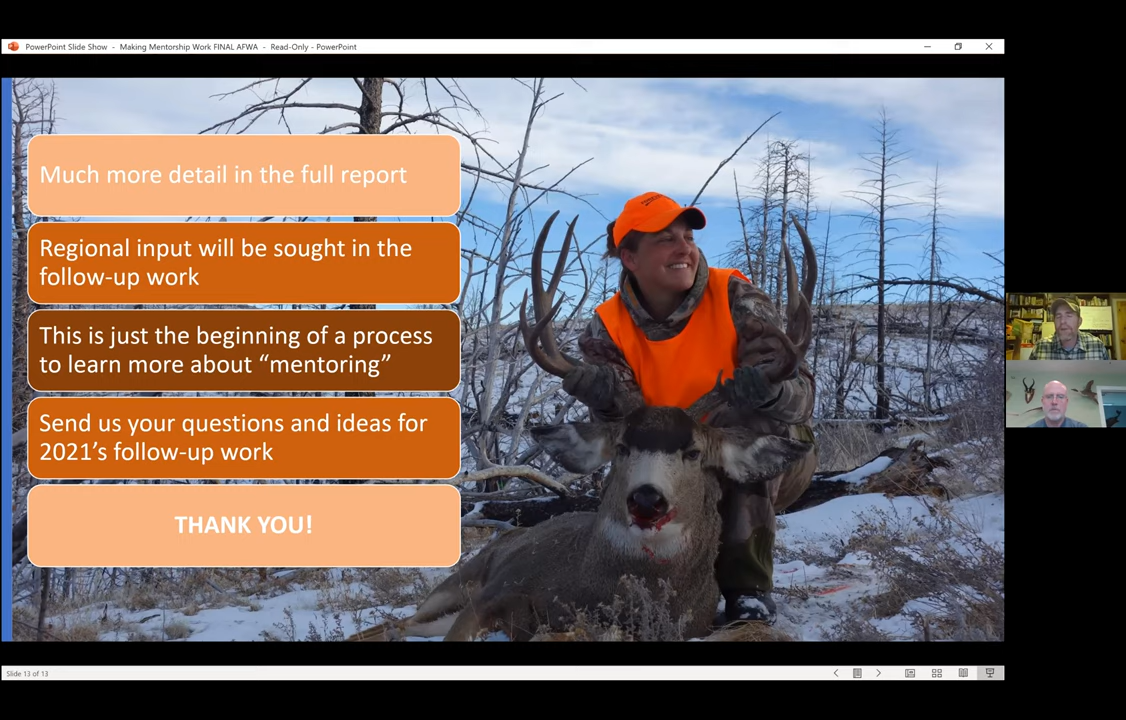 PowerPoint Slide Show - Making Mentorship Work FINAL AFWA - Read-Only - PowerPoint
Much more detail in the full report
Regional input will be sought in the
follow-up work
This is just the beginning of a process
to learn more about “mentoring”
Send us your questions and ideas for
2021’s follow-up work
THANK YOU!
Slide 13 of 13